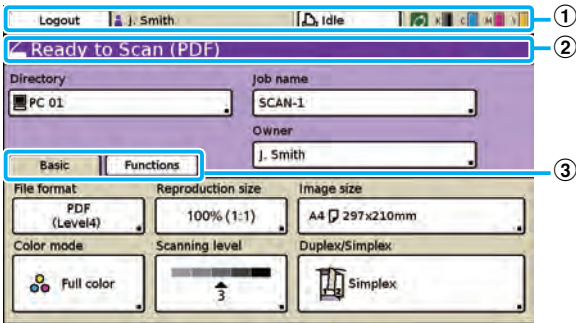 Logout J. Smith Idle K C M Y ①
Ready to Scan (PDF) ②
Directory Job name
PC 01 SCAN-1
Owner
J. Smith
Basic Functions ③
File format Reproduction size Image size
PDF
(Level4) 100% (1:1) A4 297x210mm
Color mode Scanning level Duplex/Simplex
Full color 3 Simplex